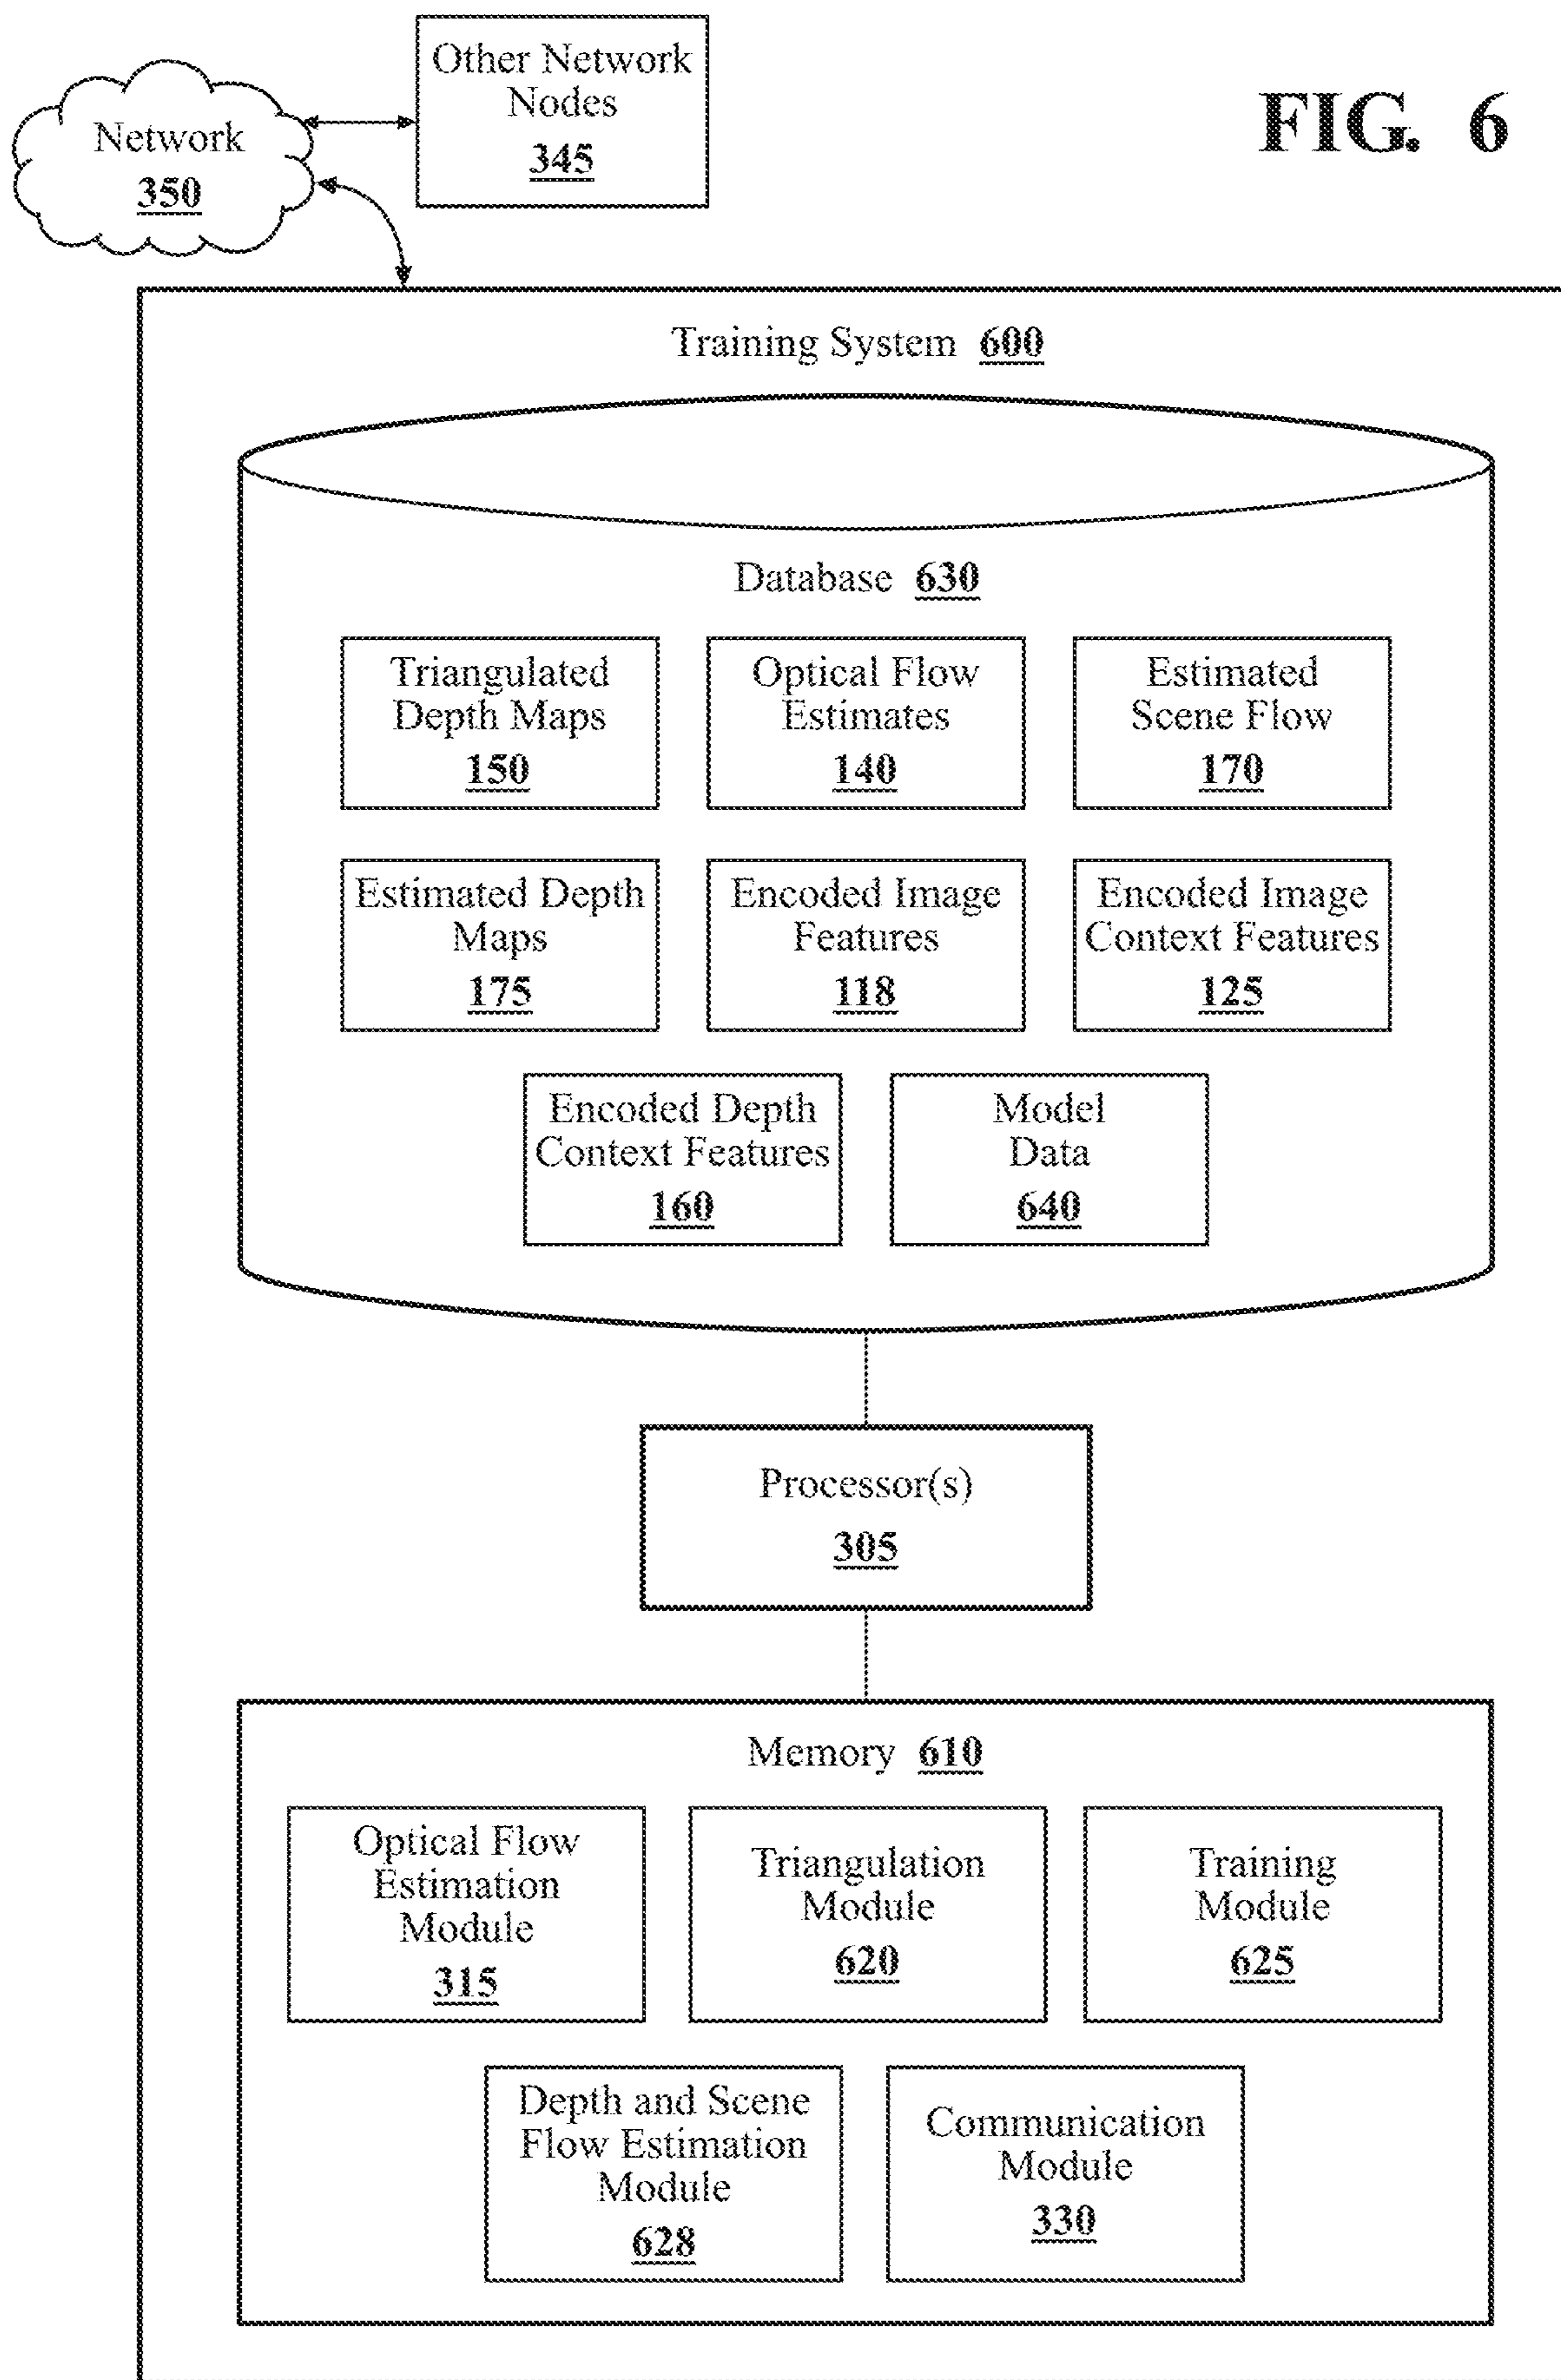 Other Network
Nodes
345
FIG. 6
Network
350
Training System 600
Database 630
Triangulated
Depth Maps
150
Optical Flow
Estimates
140
Estimated
Scene Flow
170
Estimated Depth
Maps
175
Encoded Image
Features
118
Encoded Image
Context Features
125
Encoded Depth
Context Features
160
Model
Data
640
Processor(s)
305
Memory 610
Optical Flow
Estimation
Module
315
Triangulation
Module
620
Training
Module
625
Depth and Scene
Flow Estimation
Module
628
Communication
Module
330